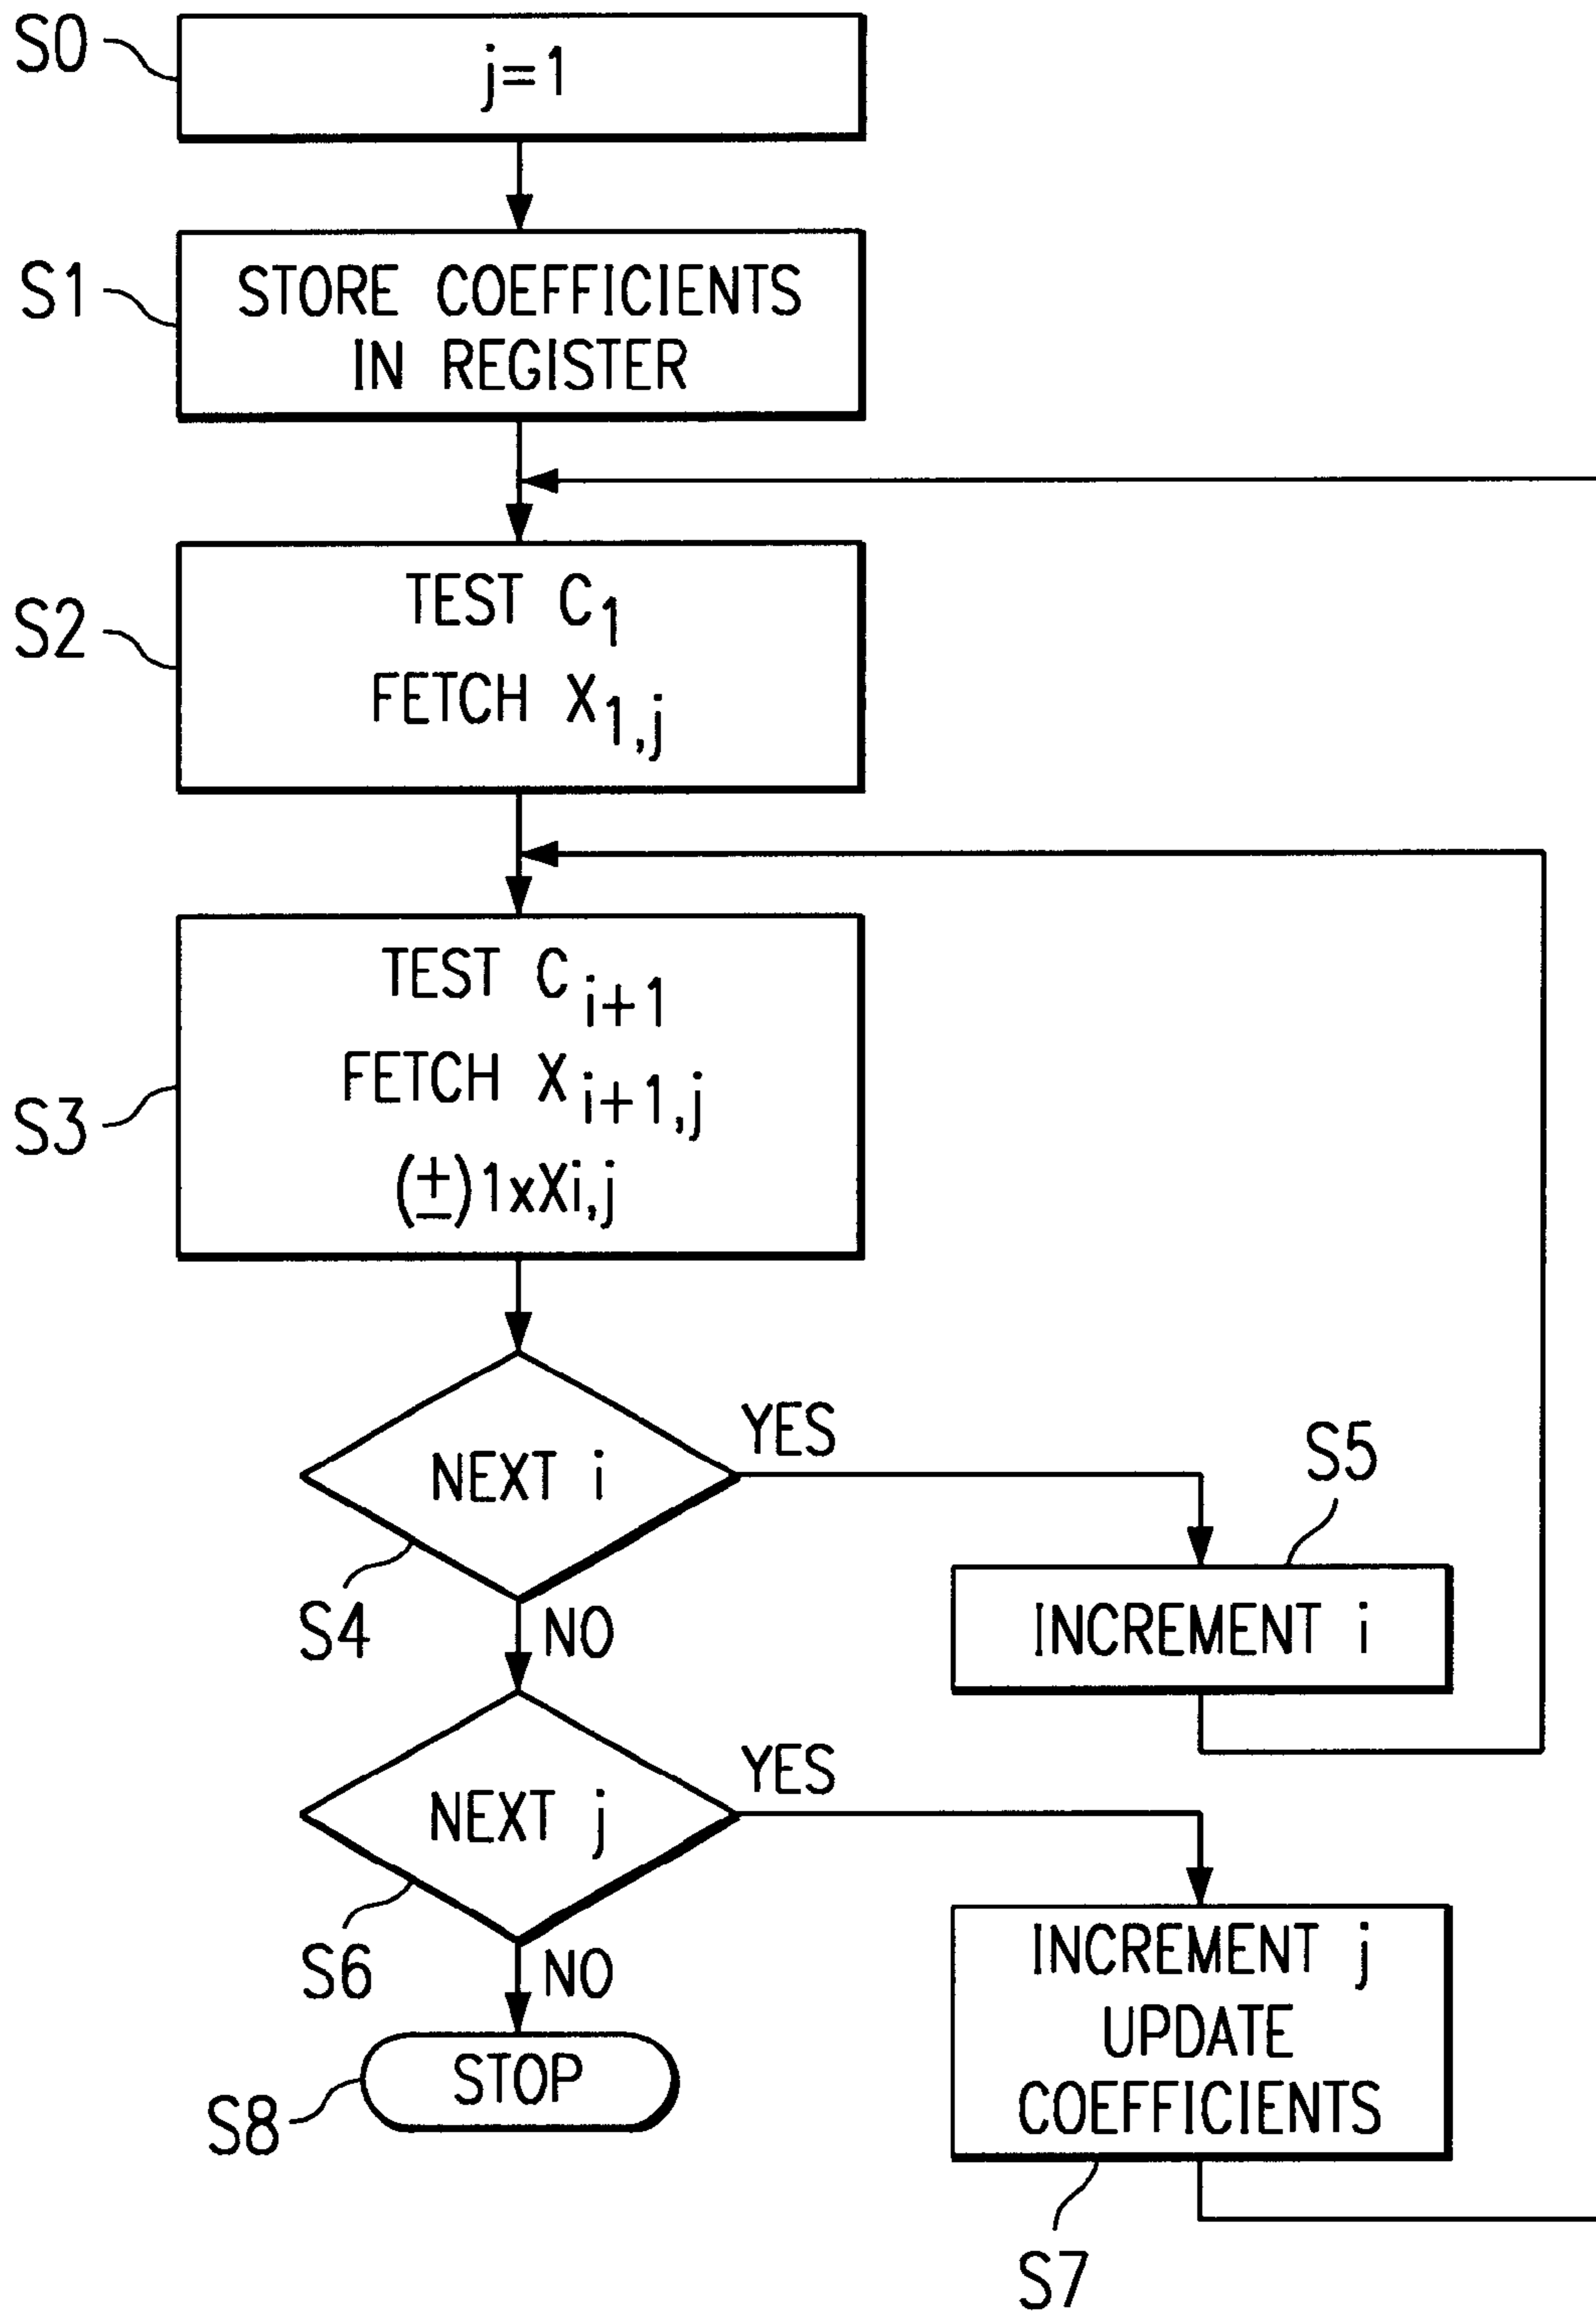 S0
j=1
S1
STORE COEFFICIENTS
IN REGISTER
S2
TEST C1
FETCH X1,j
S3
TEST Ci+1
FETCH Xi+1,j
(±)1xXi,j
NEXT i
YES
S4
NO
S5
INCREMENT i
NEXT j
YES
S6
NO
INCREMENT j
UPDATE
COEFFICIENTS
S7
STOP
S8